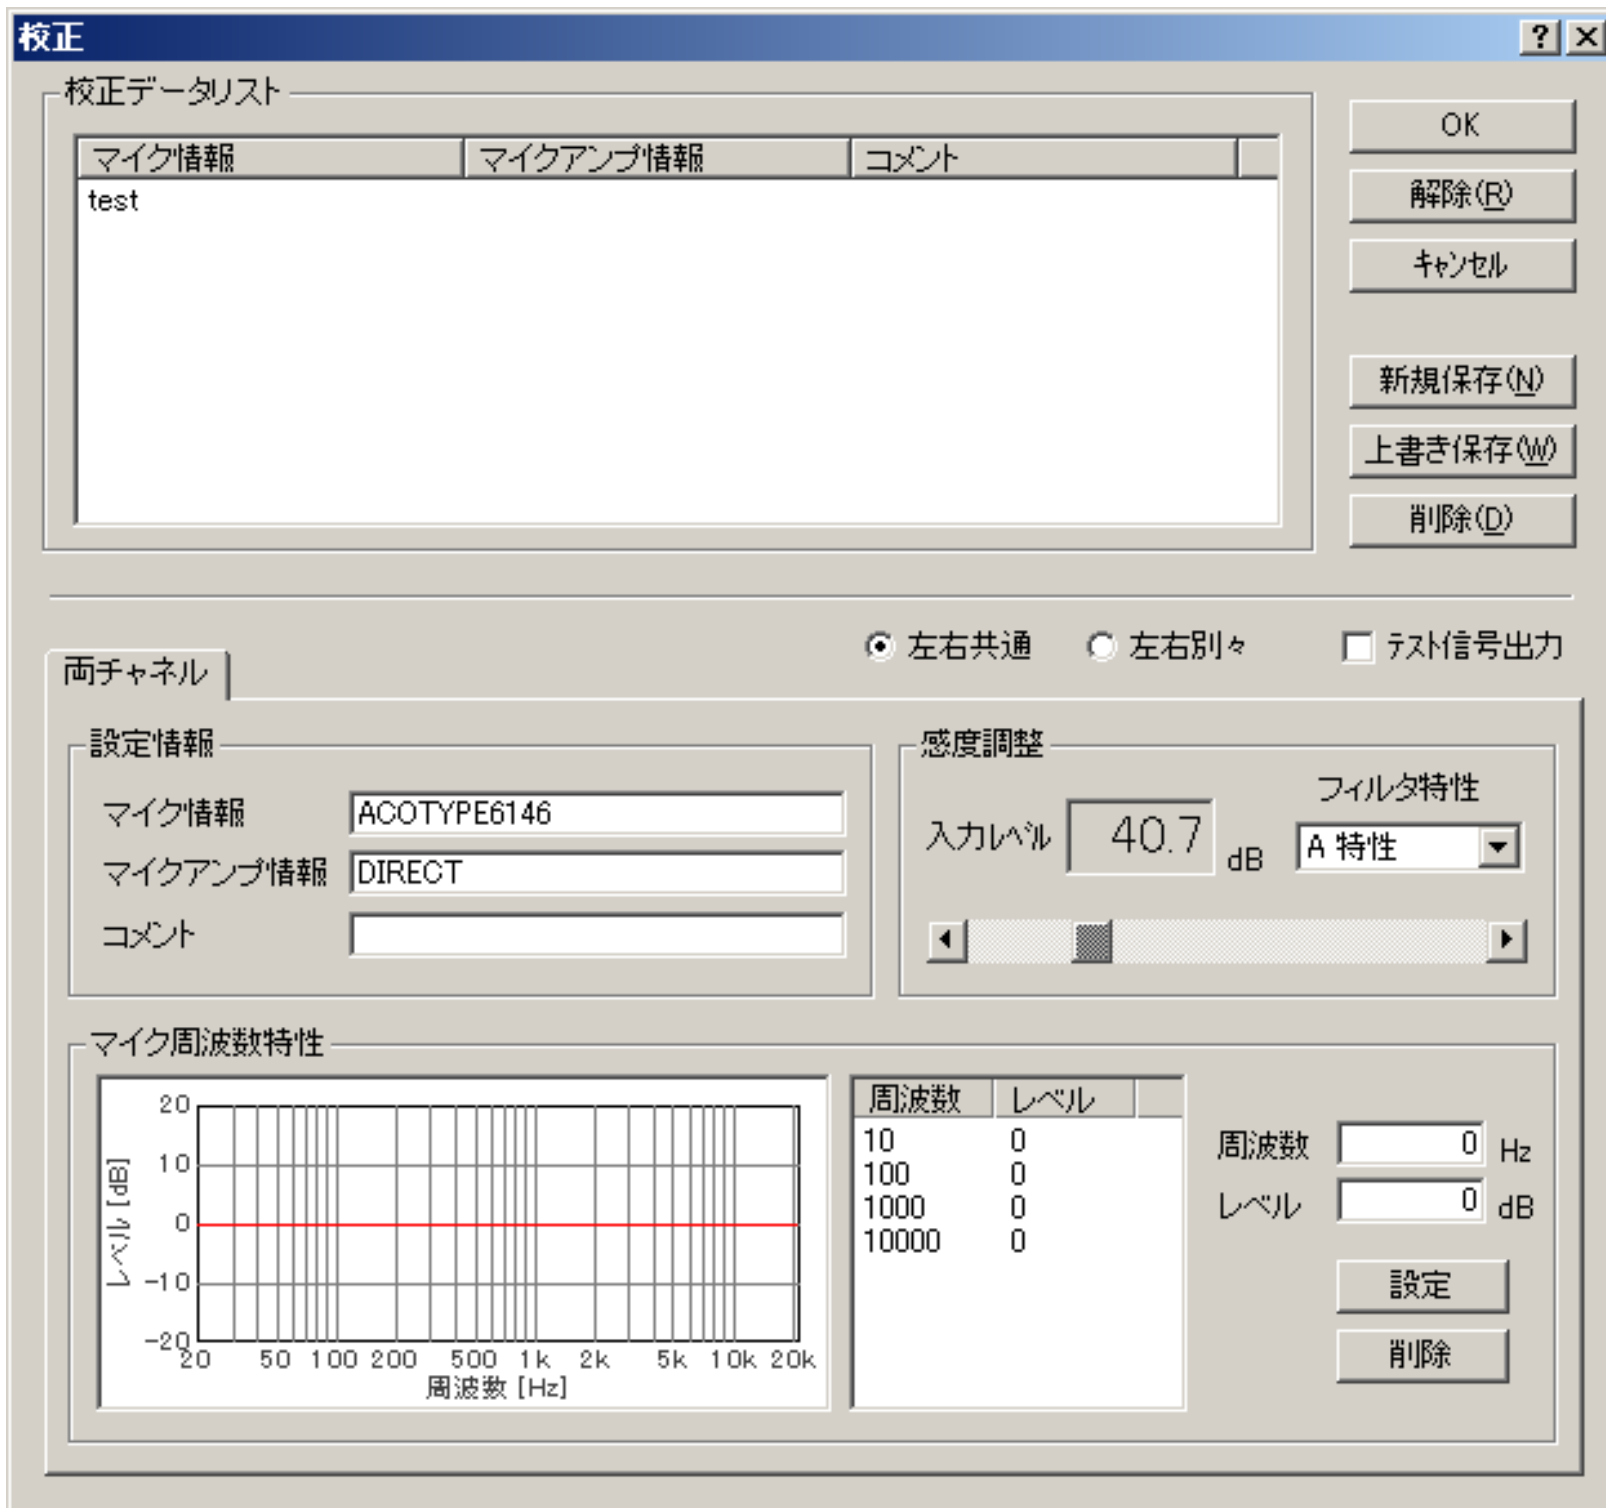 校正
校正データリスト
マイク情報 マイクアンプ情報 コメント
test
OK
解除(R)
キャンセル
新規保存(N)
上書き保存(W)
削除(D)
左右共通 左右別々 テスト信号出力
両チャネル
設定情報
マイク情報 ACOTYPE6146
マイクアンプ情報 DIRECT
コメント
感度調整
フィルタ特性
入力レベル 40.7 dB A 特性
マイク周波数特性
20
10
0
-10
-20
レベル [dB]
20 50 100 200 500 1k 2k 5k 10k 20k
周波数 [Hz]
周波数 レベル
10 0
100 0
1000 0
10000 0
周波数 0 Hz
レベル 0 dB
設定
削除